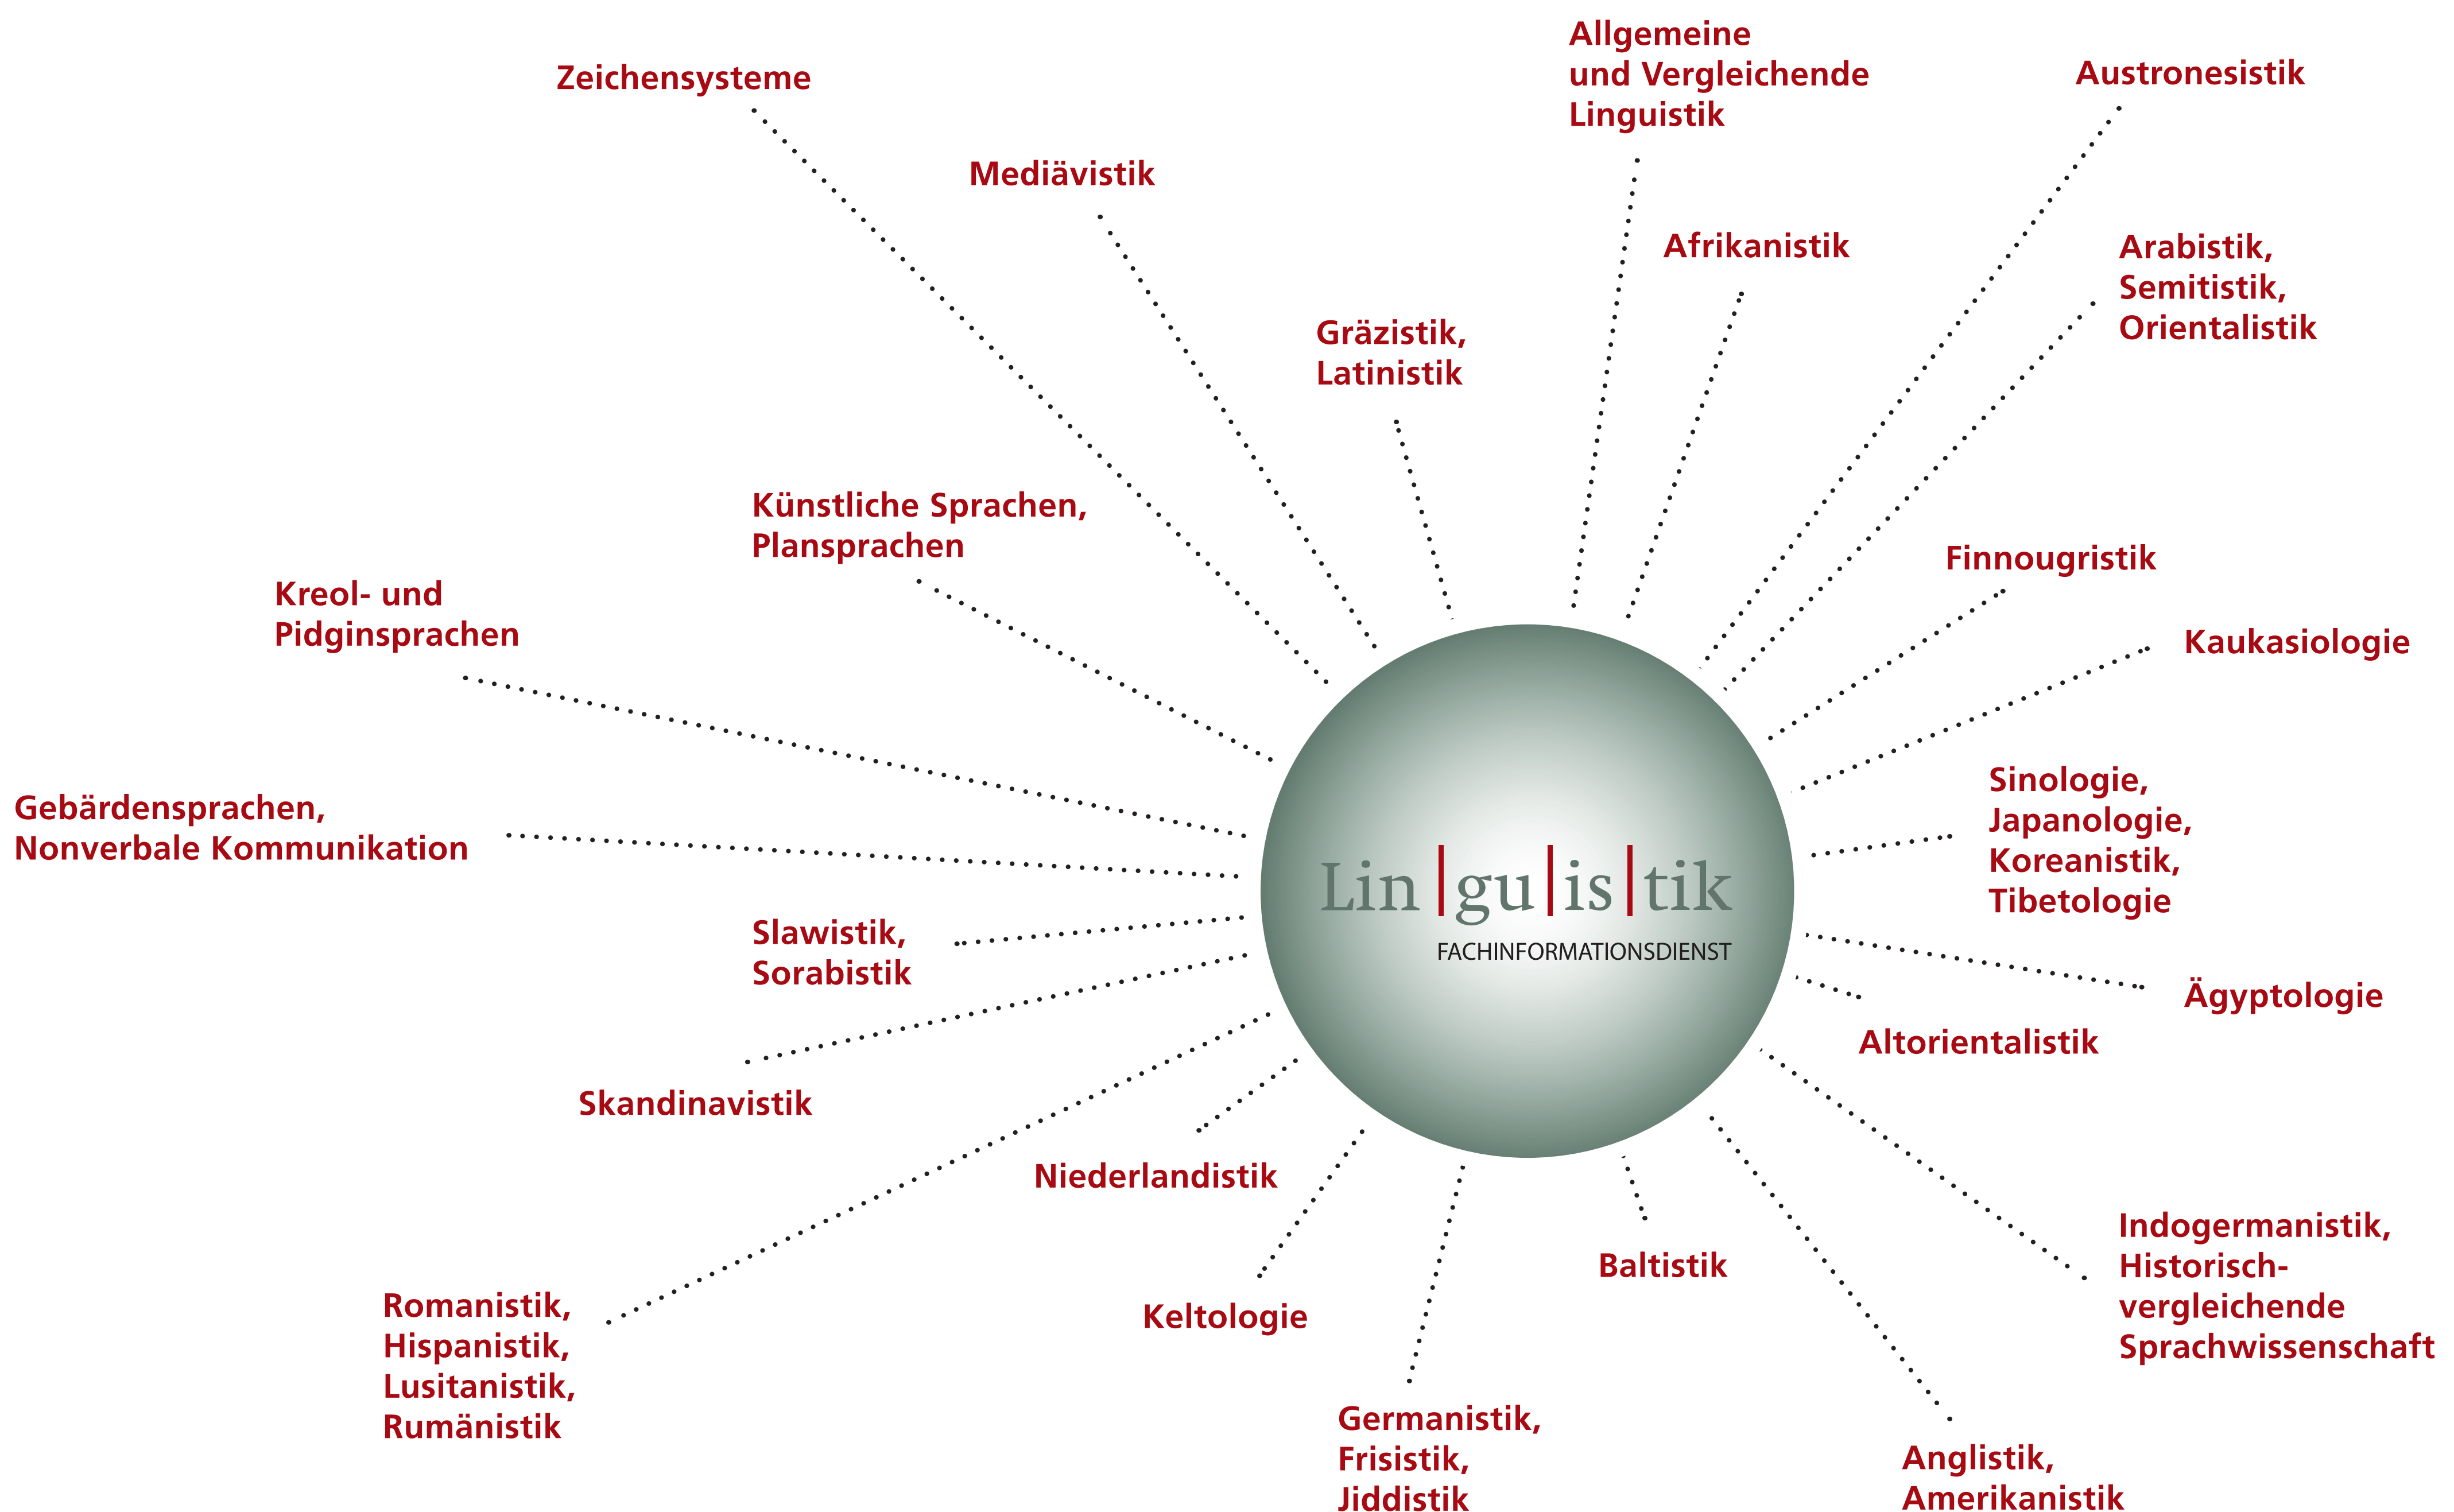 Allgemeine
und Vergleichende
Linguistik
Zeichensysteme
Austronesistik
Mediävistik
Afrikanistik
Arabistik,
Semitistik,
Orientalistik
Gräzistik,
Latinistik
Künstliche Sprachen,
Plansprachen
Finnougristik
Kreol- und
Pidginsprachen
Kaukasiologie
Sinologie,
Japanologie,
Koreanistik,
Tibetologie
Gebärdensprachen,
Nonverbale Kommunikation
Lin|gu|is|tik
FACHINFORMATIONSDIENST
Slawistik,
Sorabistik
Ägyptologie
Altorientalistik
Skandinavistik
Niederlandistik
Indogermanistik,
Historisch-
vergleichende
Sprachwissenschaft
Baltistik
Keltologie
Romanistik,
Hispanistik,
Lusitanistik,
Rumänistik
Germanistik,
Frisistik,
Jiddistik
Anglistik,
Amerikanistik